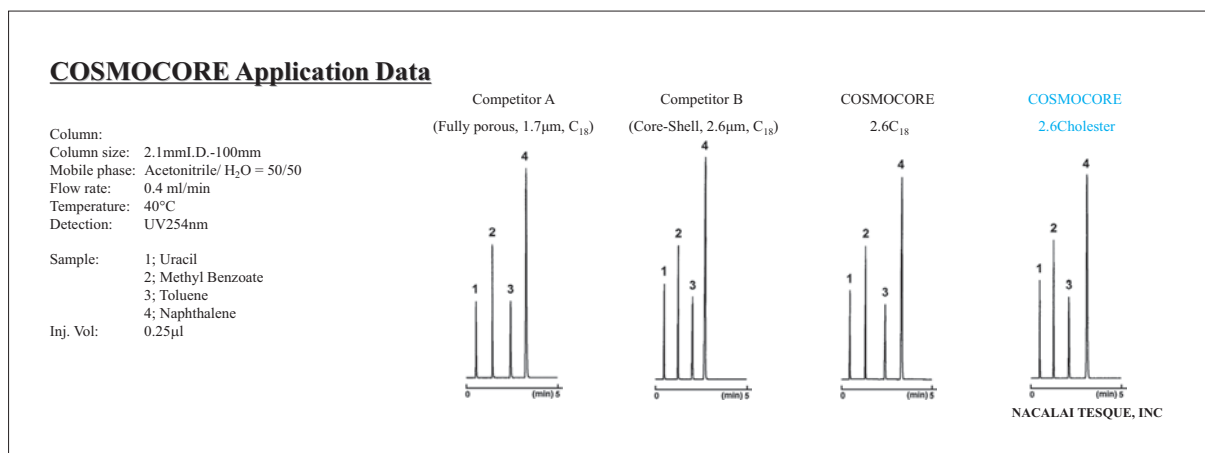 COSMOCORE Application Data
Column:
Column size: 2.1mmI.D.-100mm
Mobile phase: Acetonitrile/ H₂O = 50/50
Flow rate: 0.4 ml/min
Temperature: 40°C
Detection: UV254nm
Sample: 1; Uracil
2; Methyl Benzoate
3; Toluene
4; Naphthalene
Inj. Vol: 0.25μl
Competitor A
(Fully porous, 1.7μm, C₁₈)
1
2
3
4
0 (min) 5
Competitor B
(Core-Shell, 2.6μm, C₁₈)
1
2
3
4
0 (min) 5
COSMOCORE
2.6C₁₈
1
2
3
4
0 (min) 5
COSMOCORE
2.6Cholester
1
2
3
4
0 (min) 5
NACALAI TESQUE, INC